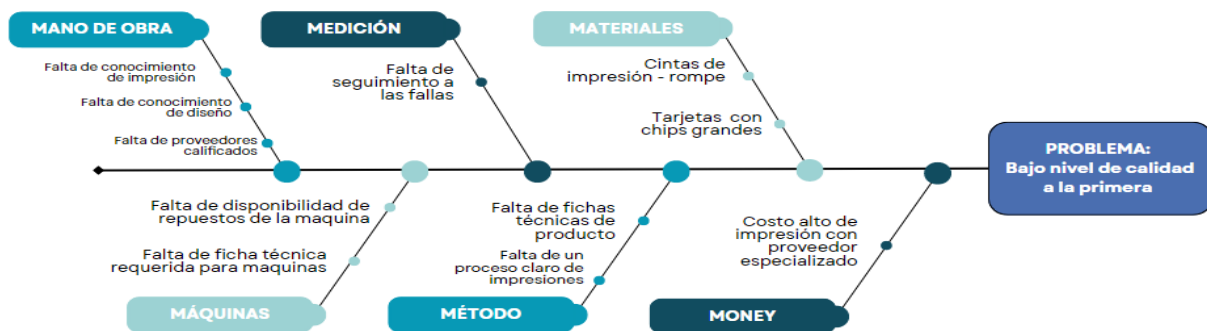 MANO DE OBRA
Falta de conocimiento
de impresión
Falta de conocimiento
de diseño
Falta de proveedores
calificados
MEDICIÓN
Falta de
seguimiento a
las fallas
MATERIALES
Cintas de
impresión - rompe
Tarjetas con
chips grandes
PROBLEMA:
Bajo nivel de calidad
a la primera
Falta de disponibilidad de
repuestos de la maquina
Falta de ficha técnica
requerida para maquinas
MÁQUINAS
Falta de fichas
técnicas de
producto
Falta de un
proceso claro de
impresiones
MÉTODO
Costo alto de
impresión con
proveedor
especializado
MONEY